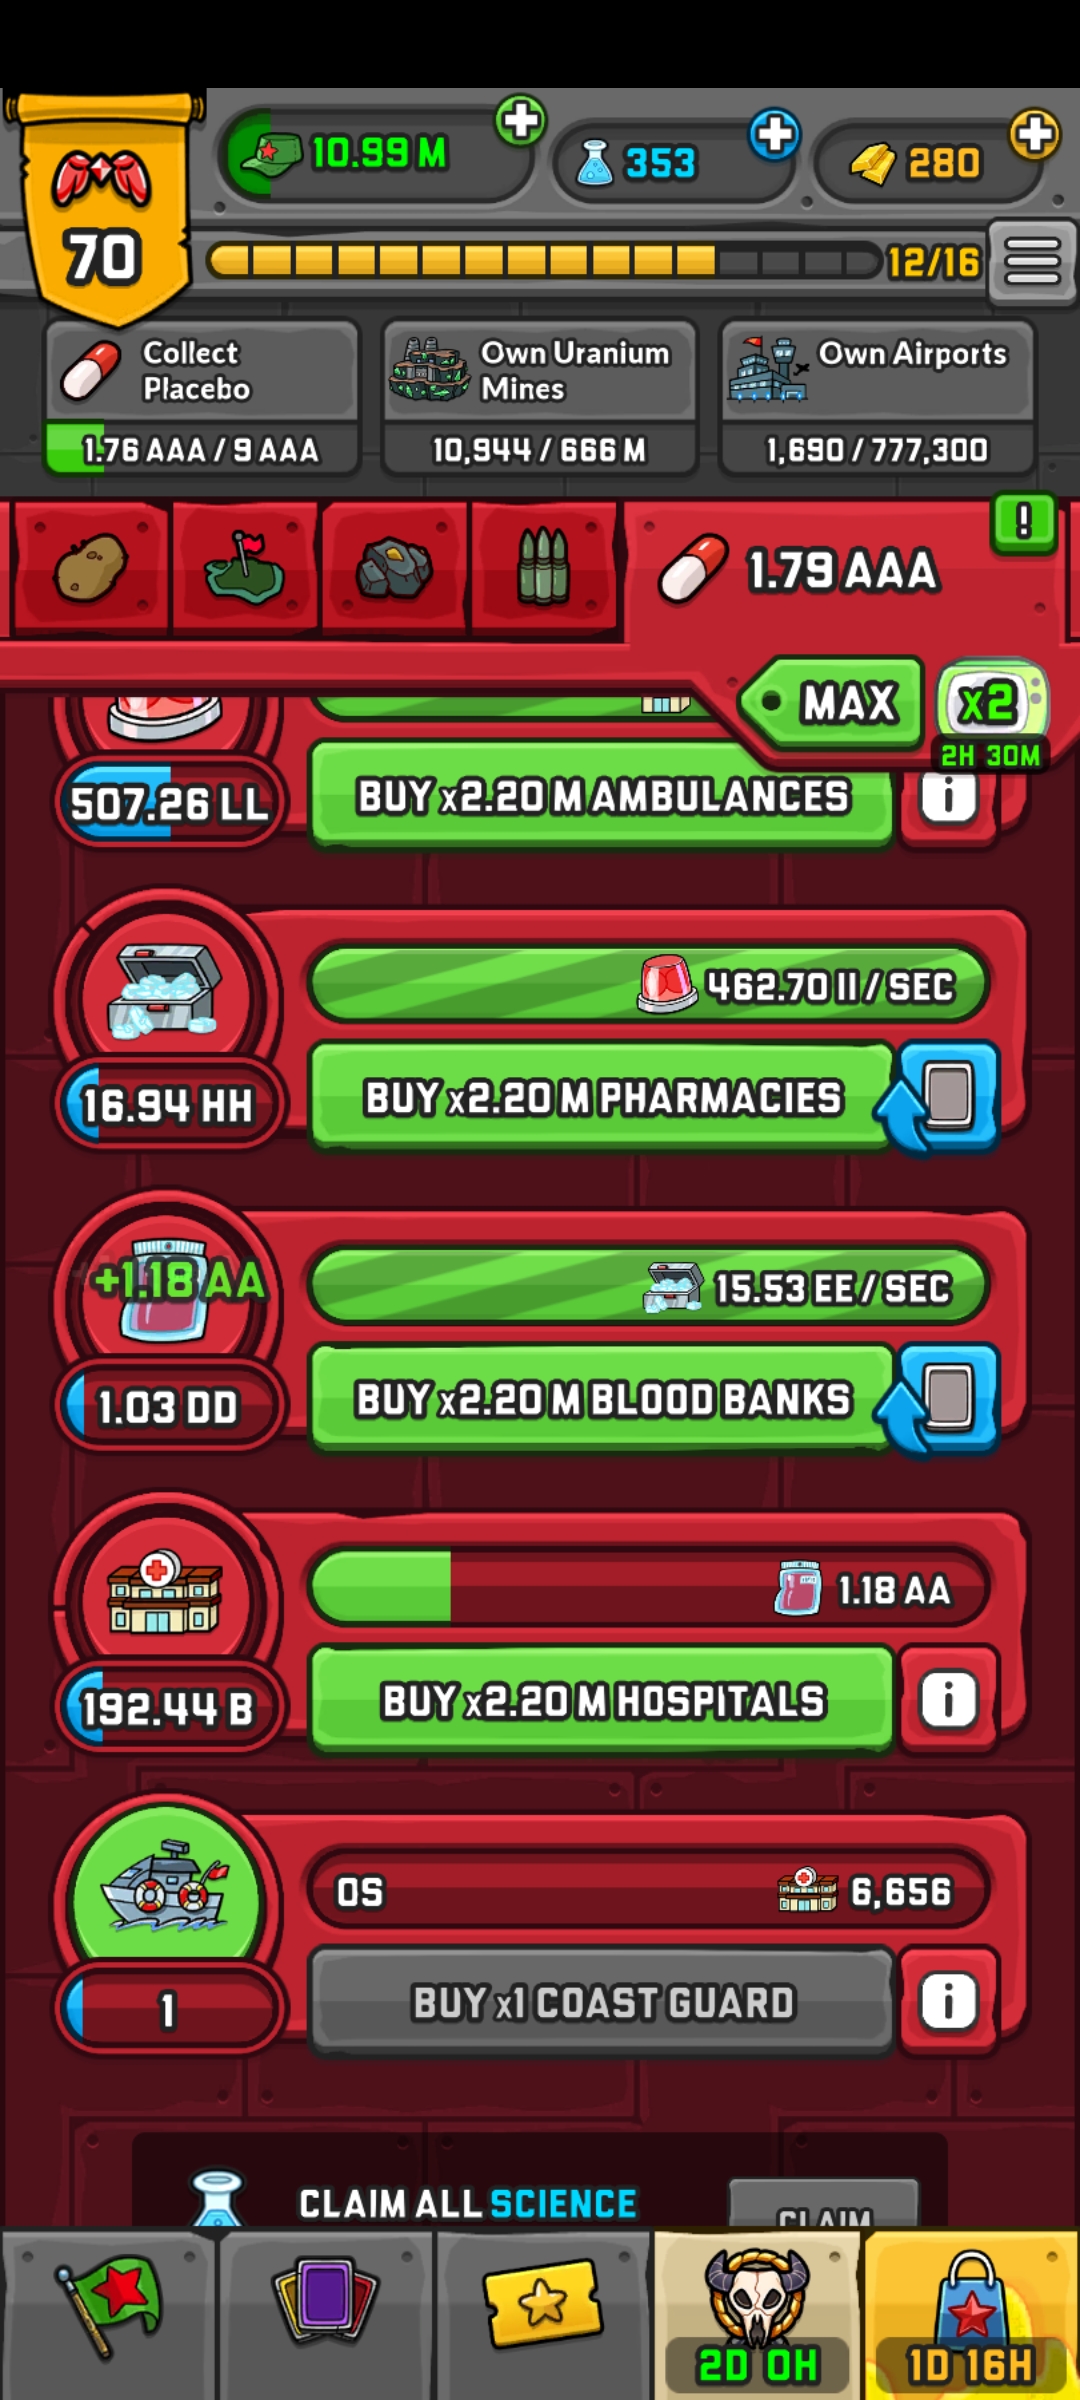 10.99 M
353
280
70
12/16
Collect
Placebo
Own Uranium
Mines
Own Airports
1.76 AAA / 9 AAA
10,944 / 666 M
1,690 / 777,300
!
1.79 AAA
MAX
x2
2H 30M
507.26 LL
BUY x2.20 M AMBULANCES
i
462.70 II / SEC
16.94 HH
BUY x2.20 M PHARMACIES
+1.18 AA
15.53 EE / SEC
1.03 DD
BUY x2.20 M BLOOD BANKS
1.18 AA
192.44 B
BUY x2.20 M HOSPITALS
i
0S
6,656
1
BUY x1 COAST GUARD
i
CLAIM ALL SCIENCE
CLAIM
2D 0H
1D 16H